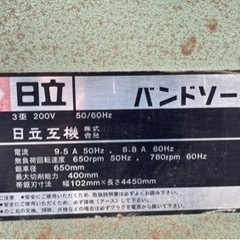 日立 バンドソー
3㊫ 200V 50/60Hz
日立工機 株式会社
電流 9.5 A 50Hz , 8.8 A 60Hz
無負荷回転速度 650rpm 50Hz , 780rpm 60Hz
鋸車径 650mm
最大切削能力 400mm
帯鋸刃寸法 幅102mm×長さ4450mm